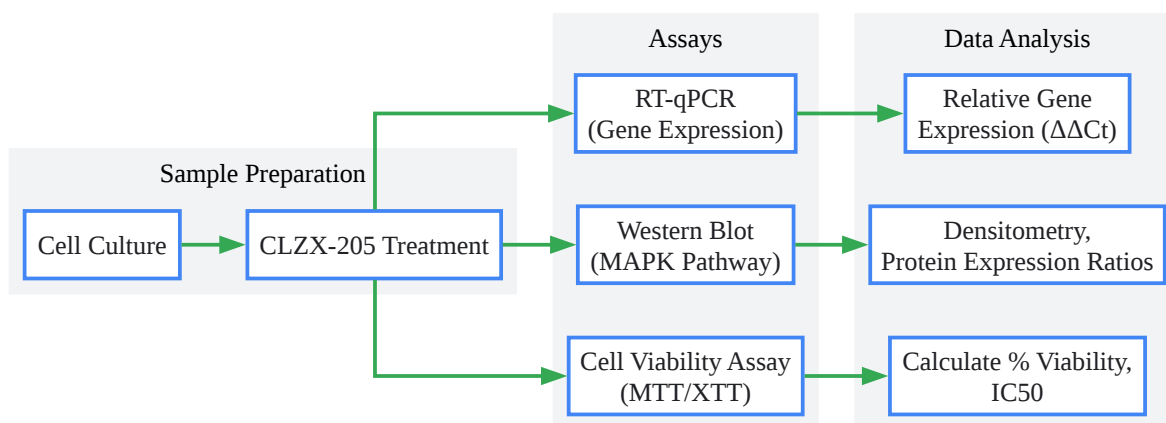 Assays
Data Analysis
RT-qPCR
(Gene Expression)
Relative Gene
Expression (ΔΔCt)
Sample Preparation
Cell Culture
CLZX-205 Treatment
Western Blot
(MAPK Pathway)
Densitometry,
Protein Expression Ratios
Cell Viability Assay
(MTT/XTT)
Calculate % Viability,
IC50